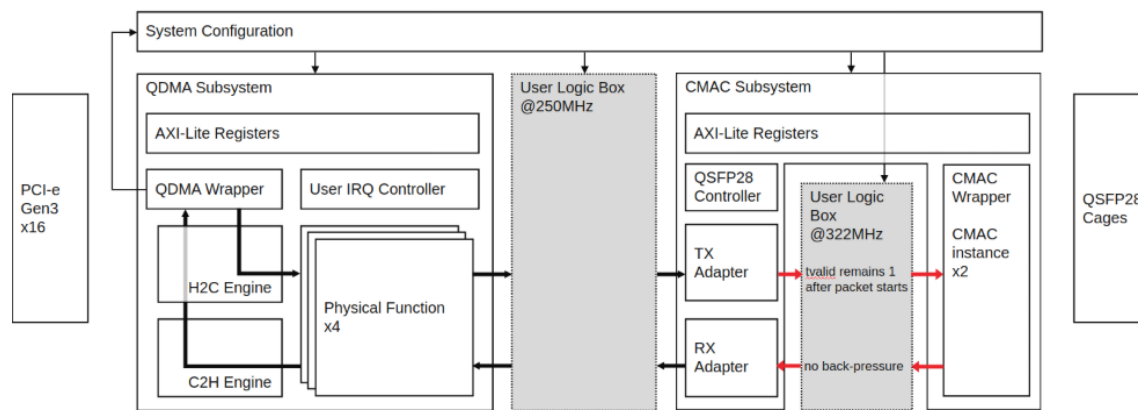 System Configuration
PCI-e
Gen3
x16
QDMA Subsystem
AXI-Lite Registers
QDMA Wrapper
User IRQ Controller
H2C Engine
Physical Function
x4
C2H Engine
User Logic Box
@250MHz
CMAC Subsystem
AXI-Lite Registers
QSFP28
Controller
TX
Adapter
RX
Adapter
User Logic
Box
@322MHz
tvalid remains 1
after packet starts
no back-pressure
CMAC
Wrapper
CMAC
instance
x2
QSFP28
Cages